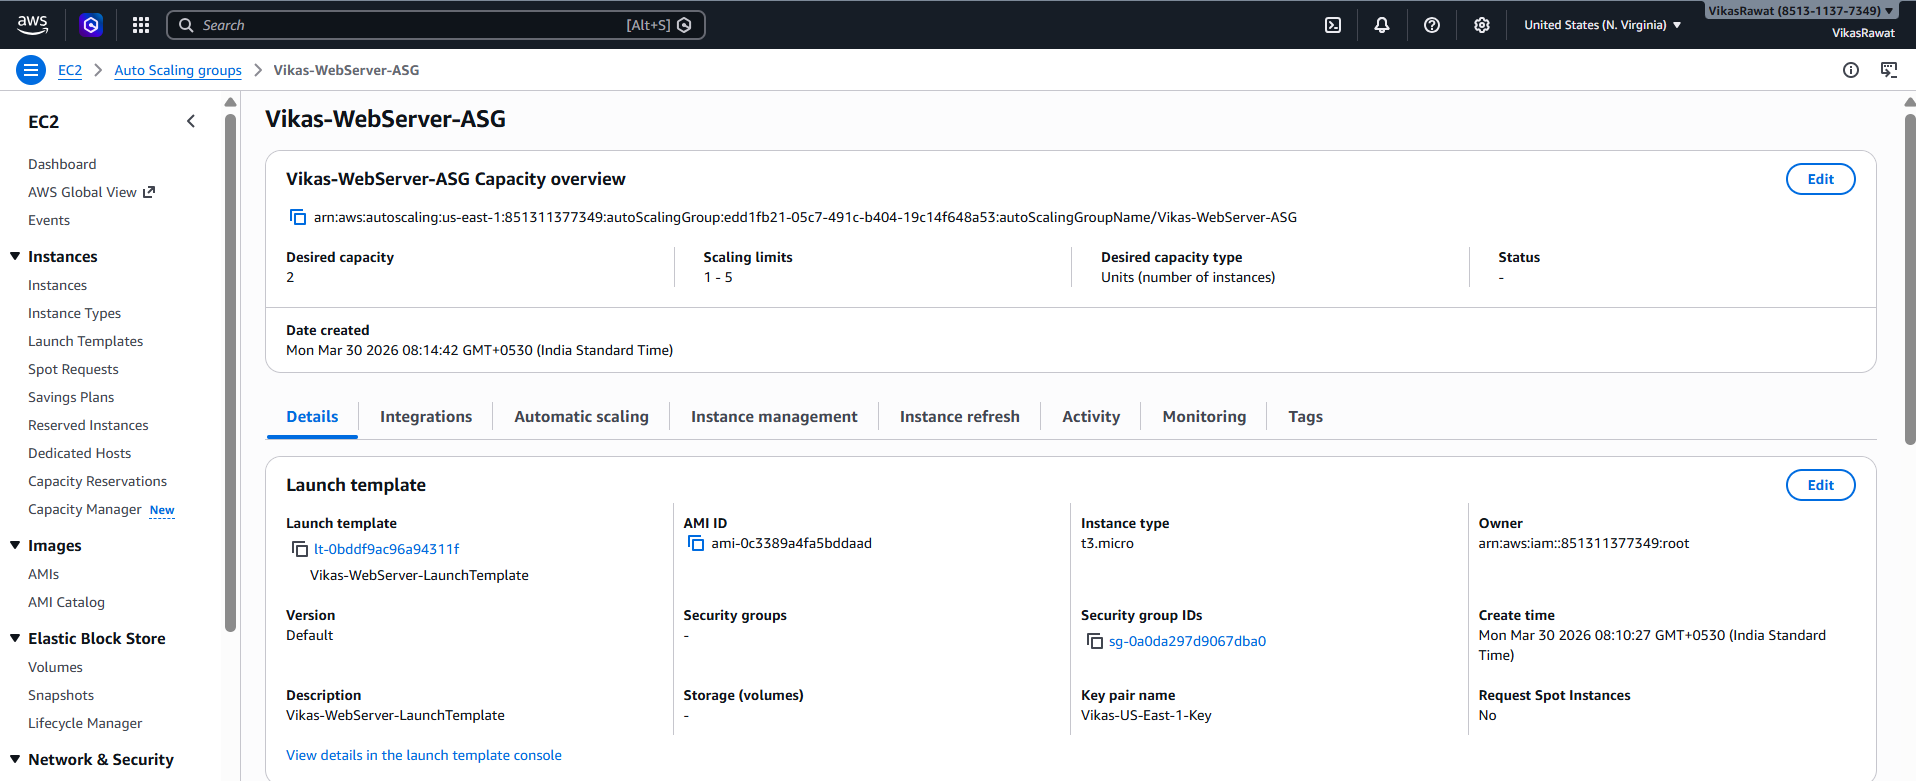 aws
Search [Alt+S]
United States (N. Virginia)
VikasRawat (8513-1137-7349)
VikasRawat
EC2 Auto Scaling groups Vikas-WebServer-ASG
EC2
Dashboard
AWS Global View
Events
Instances
Instances
Instance Types
Launch Templates
Spot Requests
Savings Plans
Reserved Instances
Dedicated Hosts
Capacity Reservations
Capacity Manager New
Images
AMIs
AMI Catalog
Elastic Block Store
Volumes
Snapshots
Lifecycle Manager
Network & Security
Vikas-WebServer-ASG
Vikas-WebServer-ASG Capacity overview
Edit
arn:aws:autoscaling:us-east-1:851311377349:autoScalingGroup:edd1fb21-05c7-491c-b404-19c14f648a53:autoScalingGroupName/Vikas-WebServer-ASG
Desired capacity
2
Scaling limits
1 - 5
Desired capacity type
Units (number of instances)
Status
-
Date created
Mon Mar 30 2026 08:14:42 GMT+0530 (India Standard Time)
Details Integrations Automatic scaling Instance management Instance refresh Activity Monitoring Tags
Launch template
Edit
Launch template
lt-0bddf9ac96a94311f
Vikas-WebServer-LaunchTemplate
AMI ID
ami-0c3389a4fa5bddaad
Instance type
t3.micro
Owner
arn:aws:iam::851311377349:root
Version
Default
Security groups
-
Security group IDs
sg-0a0da297d9067dba0
Create time
Mon Mar 30 2026 08:10:27 GMT+0530 (India Standard
Time)
Description
Vikas-WebServer-LaunchTemplate
Storage (volumes)
-
Key pair name
Vikas-US-East-1-Key
Request Spot Instances
No
View details in the launch template console